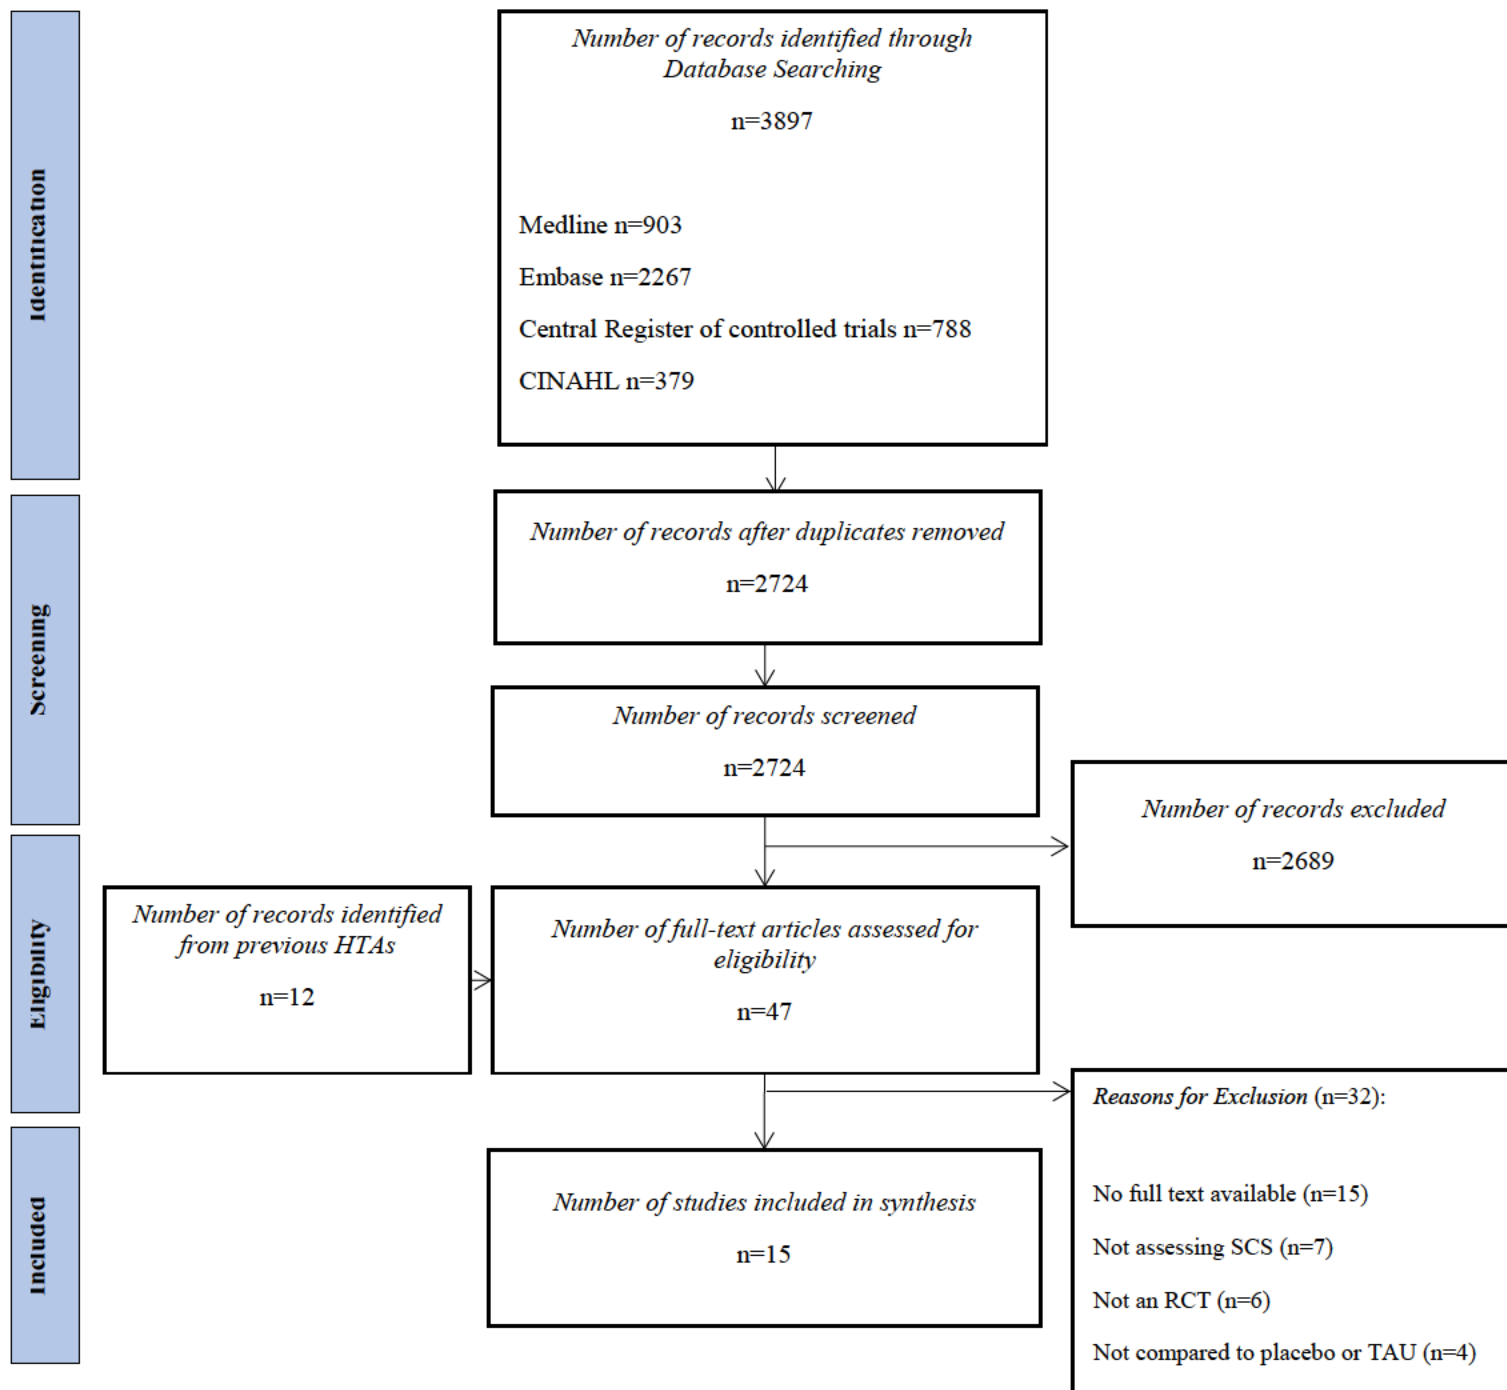 Identification
Number of records identified through
Database Searching
n=3897
Medline n=903
Embase n=2267
Central Register of controlled trials n=788
CINAHL n=379
Screening
Number of records after duplicates removed
n=2724
Number of records screened
n=2724
Number of records excluded
n=2689
Eligibility
Number of records identified
from previous HTAs
n=12
Number of full-text articles assessed for
eligibility
n=47
Reasons for Exclusion (n=32):
No full text available (n=15)
Not assessing SCS (n=7)
Not an RCT (n=6)
Not compared to placebo or TAU (n=4)
Included
Number of studies included in synthesis
n=15